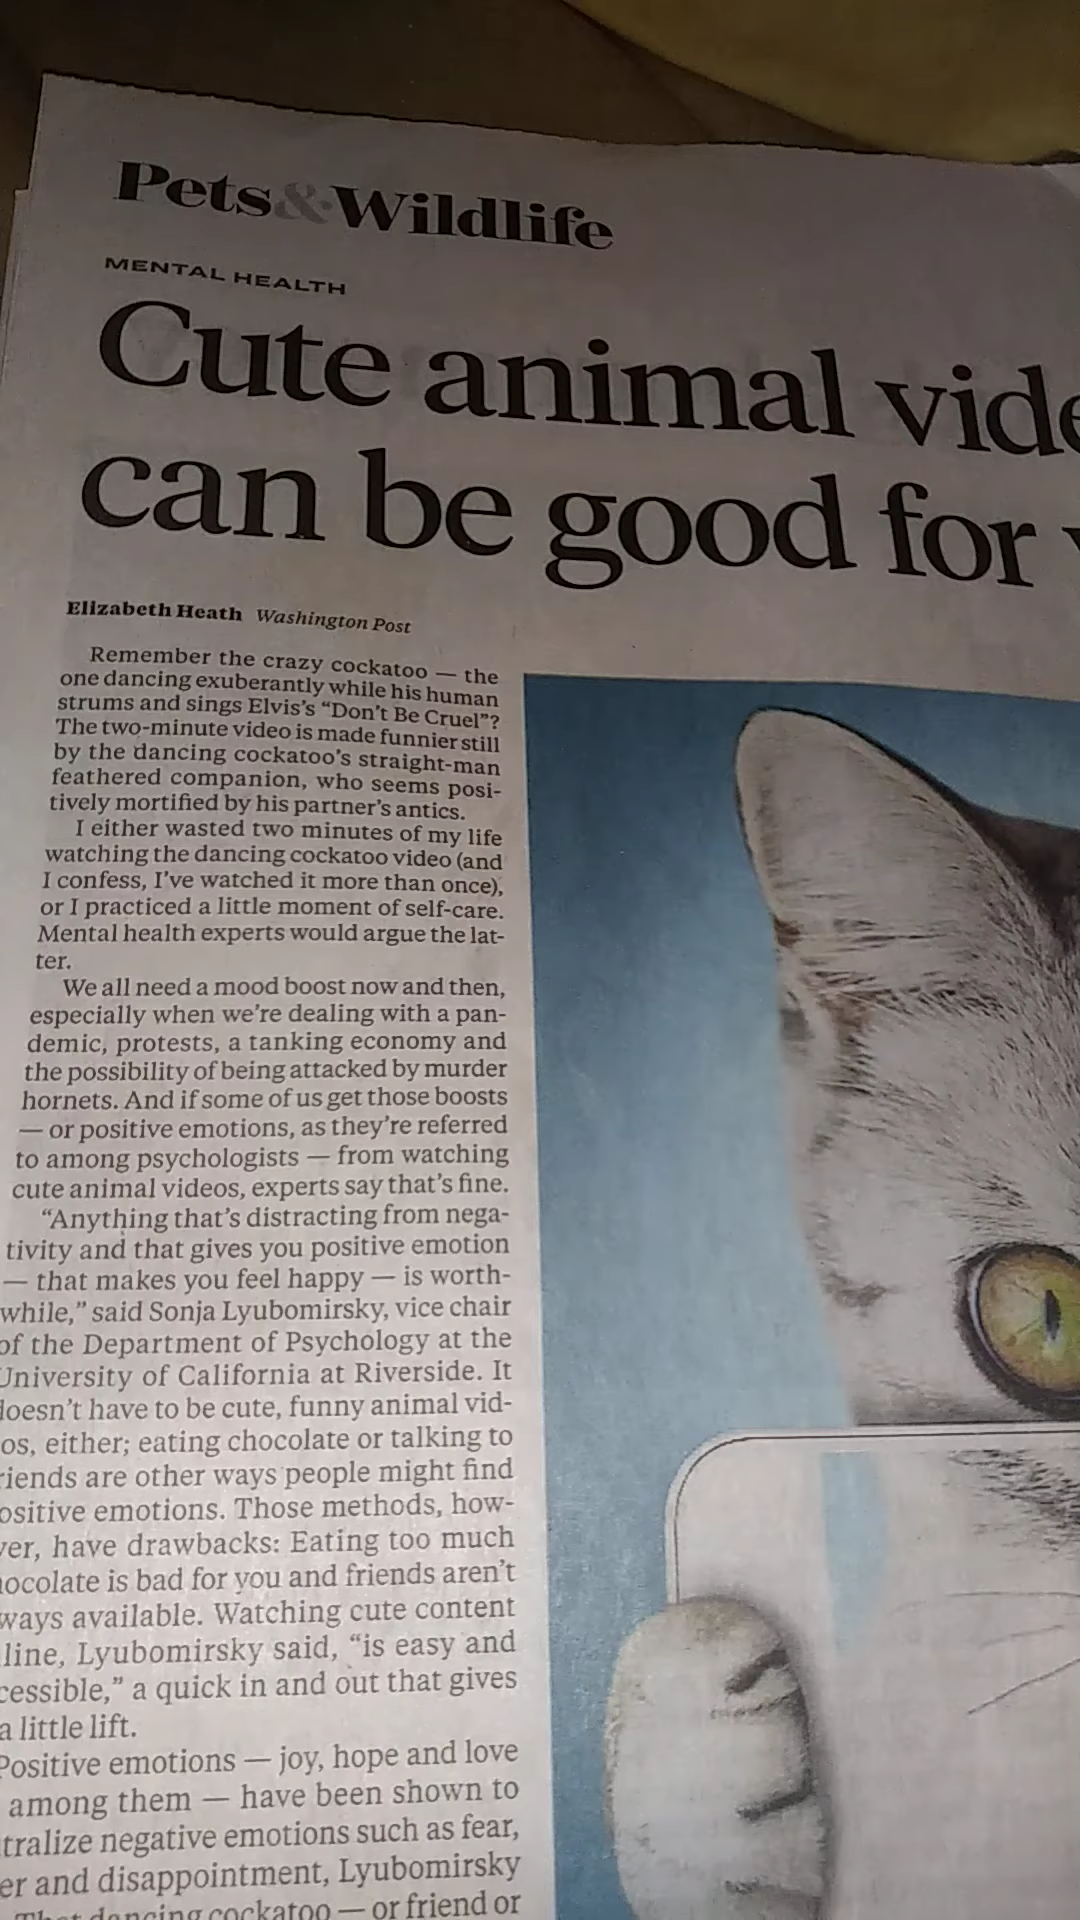 Pets&Wildlife
MENTAL HEALTH
Cute animal vide
can be good for
Elizabeth Heath Washington Post
Remember the crazy cockatoo — the
one dancing exuberantly while his human
strums and sings Elvis's “Don't Be Cruel”?
The two-minute video is made funnier still
by the dancing cockatoo's straight-man
feathered companion, who seems posi-
tively mortified by his partner's antics.
I either wasted two minutes of my life
watching the dancing cockatoo video (and
I confess, I've watched it more than once),
or I practiced a little moment of self-care.
Mental health experts would argue the lat-
ter.
We all need a mood boost now and then,
especially when we're dealing with a pan-
demic, protests, a tanking economy and
the possibility of being attacked by murder
hornets. And if some of us get those boosts
— or positive emotions, as they're referred
to among psychologists — from watching
cute animal videos, experts say that's fine.
“Anything that's distracting from nega-
tivity and that gives you positive emotion
— that makes you feel happy — is worth-
while,” said Sonja Lyubomirsky, vice chair
of the Department of Psychology at the
University of California at Riverside. It
doesn't have to be cute, funny animal vid-
os, either; eating chocolate or talking to
riends are other ways people might find
ositive emotions. Those methods, how-
ver, have drawbacks: Eating too much
ocolate is bad for you and friends aren't
ways available. Watching cute content
line, Lyubomirsky said, “is easy and
cessible,” a quick in and out that gives
a little lift.
Positive emotions — joy, hope and love
among them — have been shown to
tralize negative emotions such as fear,
er and disappointment, Lyubomirsky
That dancing cockatoo — or friend or